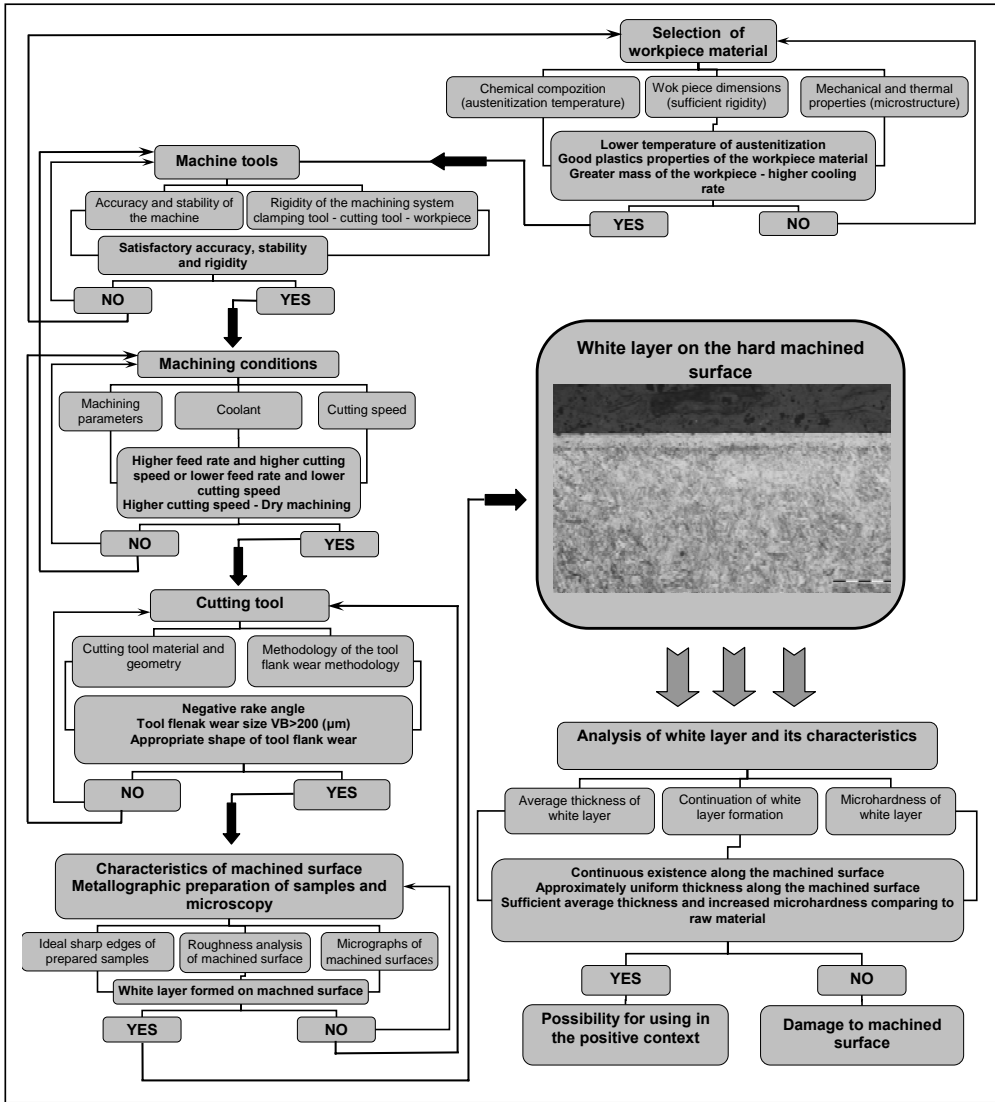 Selection of
workpiece material
Chemical compozition
(austenitization temperature)
Wok piece dimensions
(sufficient rigidity)
Mechanical and thermal
properties (microstructure)
Lower temperature of austenitization
Good plastics properties of the workpiece material
Greater mass of the workpiece - higher cooling
rate
YES
NO
Machine tools
Accuracy and stability of
the machine
Rigidity of the machining system
clamping tool - cutting tool - workpiece
Satisfactory accuracy, stability
and rigidity
NO
YES
Machining conditions
Machining
parameters
Coolant
Cutting speed
Higher feed rate and higher cutting
speed or lower feed rate and lower
cutting speed
Higher cutting speed - Dry machining
NO
YES
Cutting tool
Cutting tool material and
geometry
Methodology of the tool
flank wear methodology
Negative rake angle
Tool flenak wear size VB>200 (µm)
Appropriate shape of tool flank wear
NO
YES
Characteristics of machined surface
Metallographic preparation of samples and
microscopy
Ideal sharp edges of
prepared samples
Roughness analysis
of machined surface
Micrographs of
machined surfaces
White layer formed on machned surface
YES
NO
White layer on the hard machined
surface
Analysis of white layer and its characteristics
Average thickness of
white layer
Continuation of white
layer formation
Microhardness of
white layer
Continuous existence along the machined surface
Approximately uniform thickness along the machined surface
Sufficient average thickness and increased microhardness comparing to
raw material
YES
NO
Possibility for using in
the positive context
Damage to machined
surface